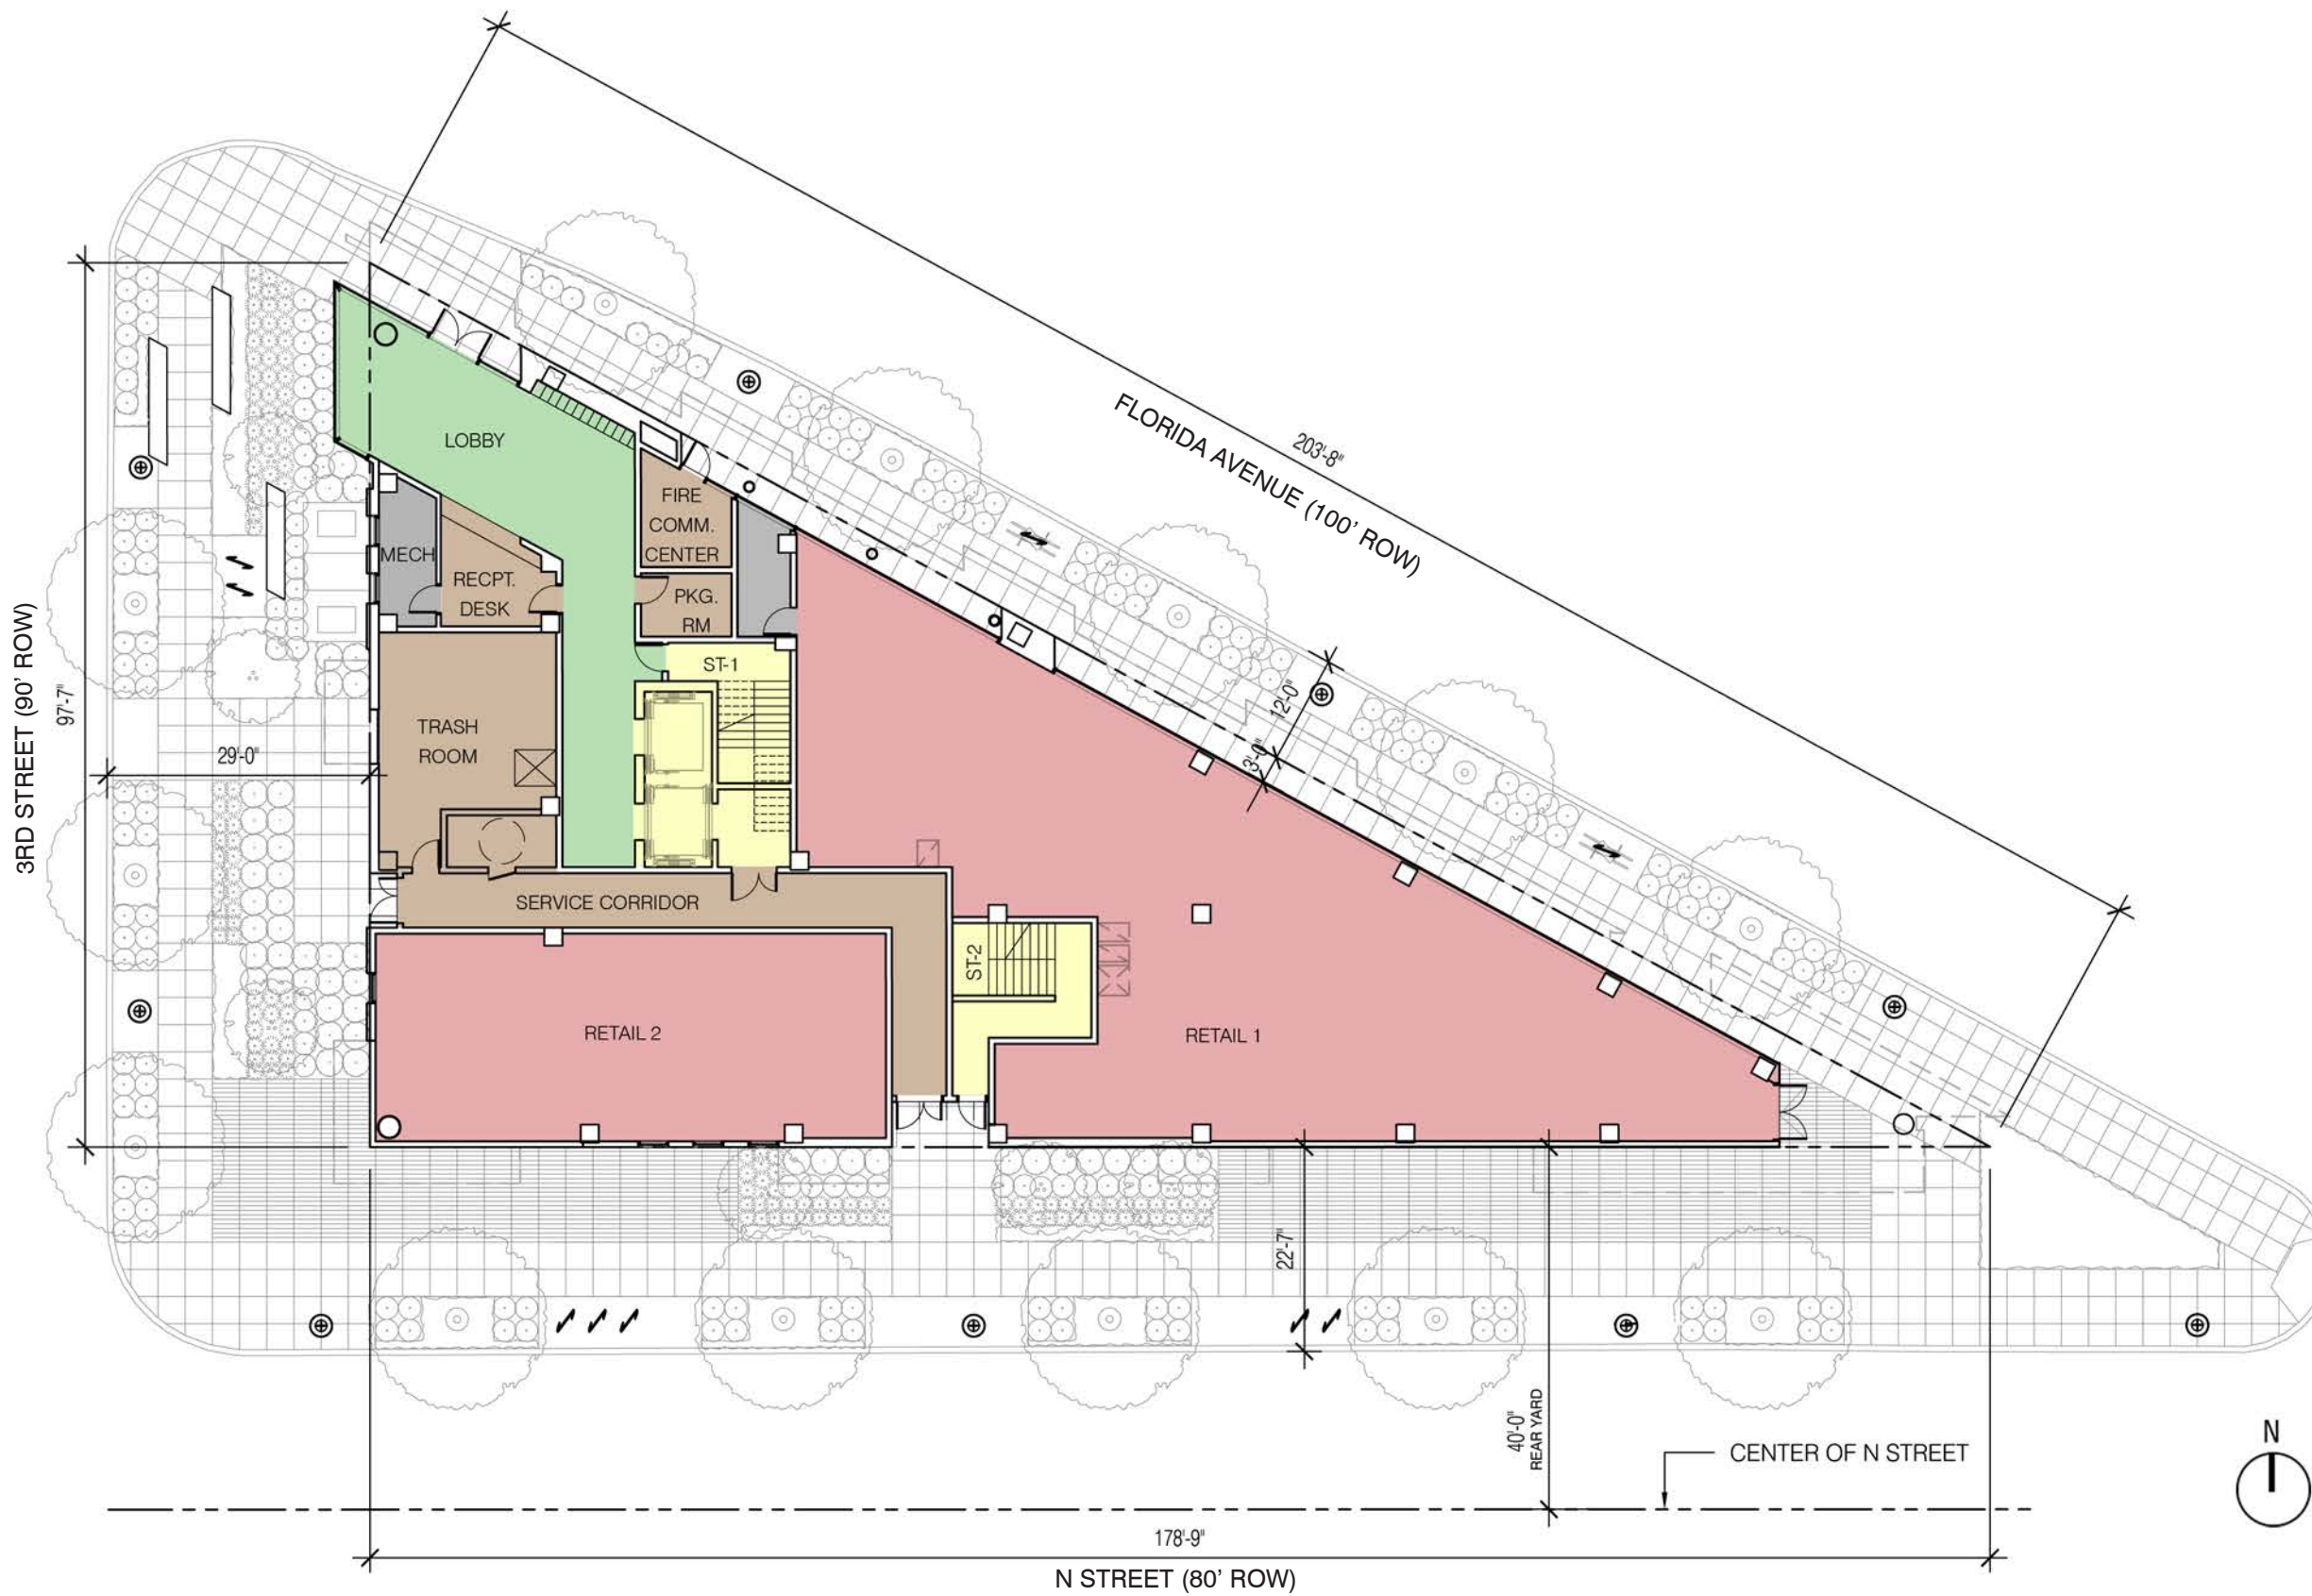 203'-8"
FLORIDA AVENUE (100' ROW)
LOBBY
FIRE
COMM.
CENTER
MECH
RECPT.
DESK
PKG.
RM
3RD STREET (90' ROW)
97'-7"
ST-1
12'-0"
3'-0"
TRASH
ROOM
29'-0"
SERVICE CORRIDOR
ST-2
RETAIL 2
RETAIL 1
22'-7"
40'-0"
REAR YARD
CENTER OF N STREET
N
178'-9"
N STREET (80' ROW)